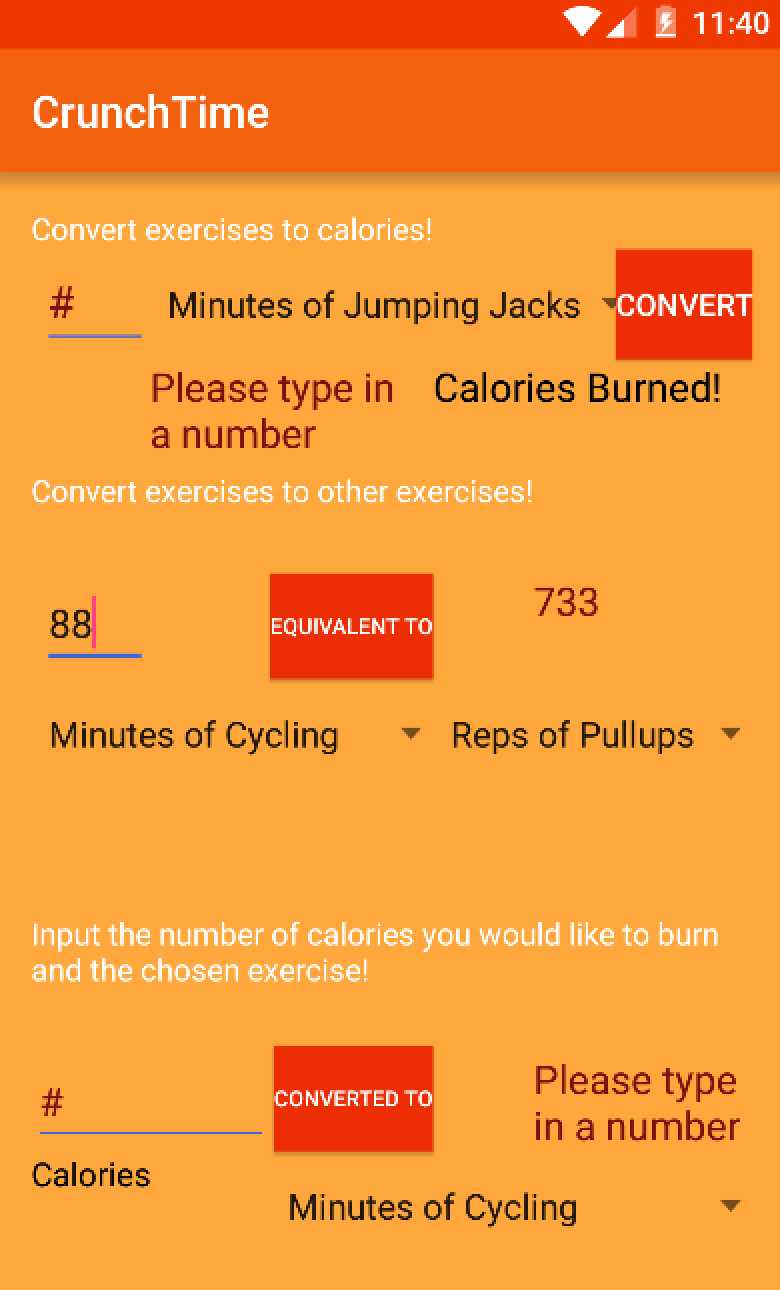 11:40
CrunchTime
Convert exercises to calories!
# Minutes of Jumping Jacks CONVERT
Please type in Calories Burned!
a number
Convert exercises to other exercises!
733
88 EQUIVALENT TO
Minutes of Cycling Reps of Pullups
Input the number of calories you would like to burn
and the chosen exercise!
# CONVERTED TO Please type
in a number
Calories
Minutes of Cycling